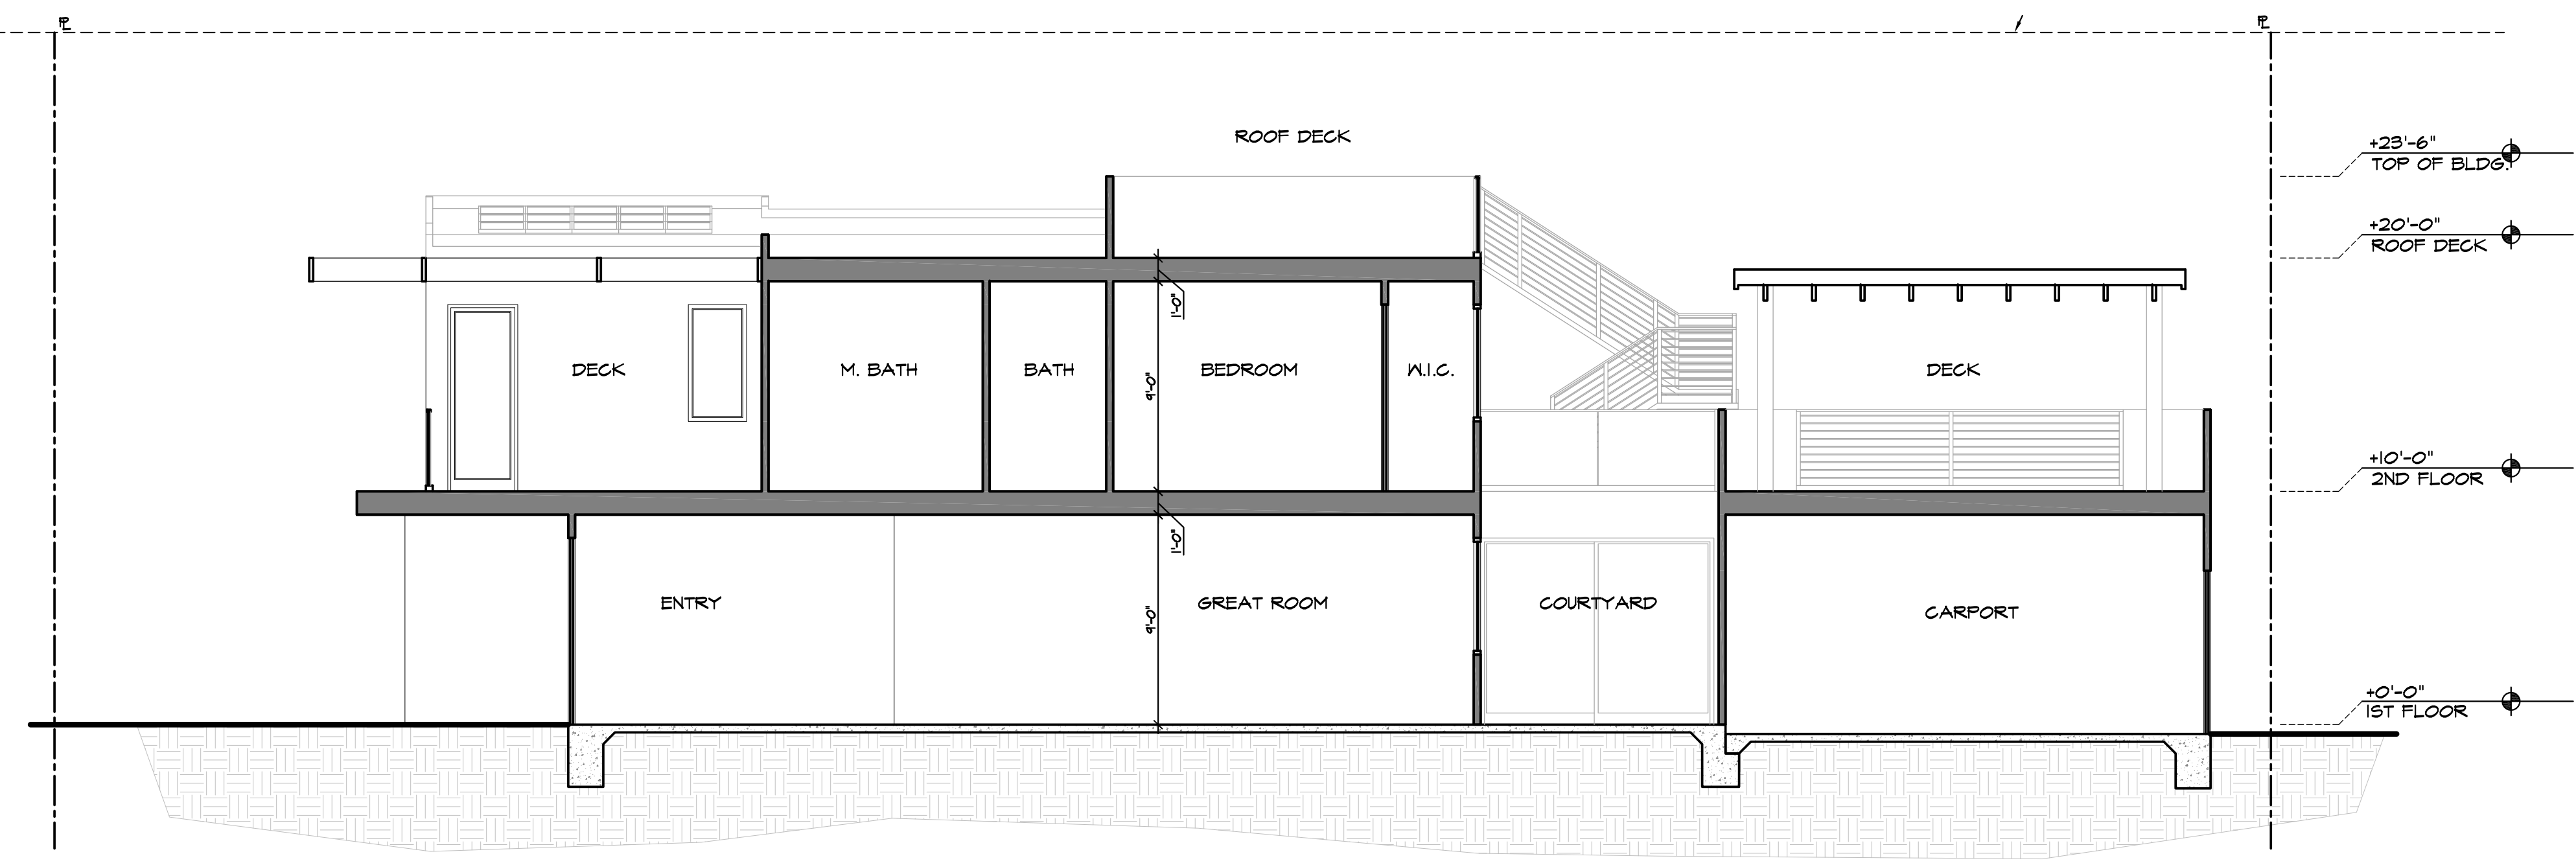 PL
PL
ROOF DECK
+23'-6"
TOP OF BLDG.
+20'-0"
ROOF DECK
1'-0"
DECK
M. BATH
BATH
BEDROOM
W.I.C.
DECK
9'-0"
+10'-0"
2ND FLOOR
1'-0"
ENTRY
GREAT ROOM
COURTYARD
CARPORT
9'-0"
+0'-0"
1ST FLOOR